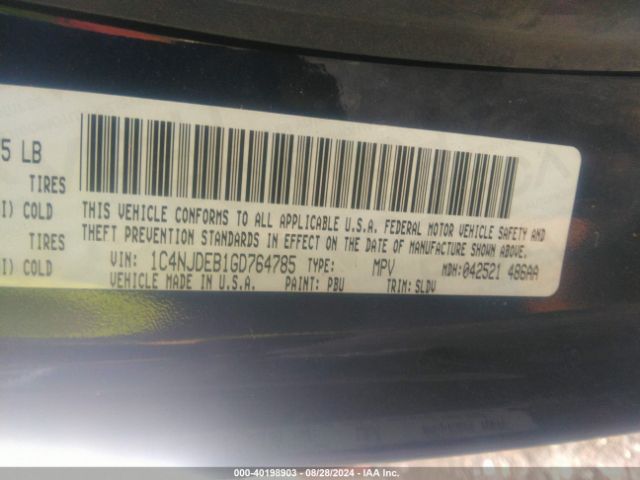 5 LB
TIRES
I) COLD
TIRES
I) COLD
THIS VEHICLE CONFORMS TO ALL APPLICABLE U.S.A. FEDERAL MOTOR VEHICLE SAFETY AND
THEFT PREVENTION STANDARDS IN EFFECT ON THE DATE OF MANUFACTURE SHOWN ABOVE.
VIN: 1C4NJDEB1GD764785 TYPE: MPV MDH:042521 486AA
VEHICLE MADE IN U.S.A. PAINT: PBU TRIM: SLDV
000-40198903 - 08/28/2024 - IAA Inc.